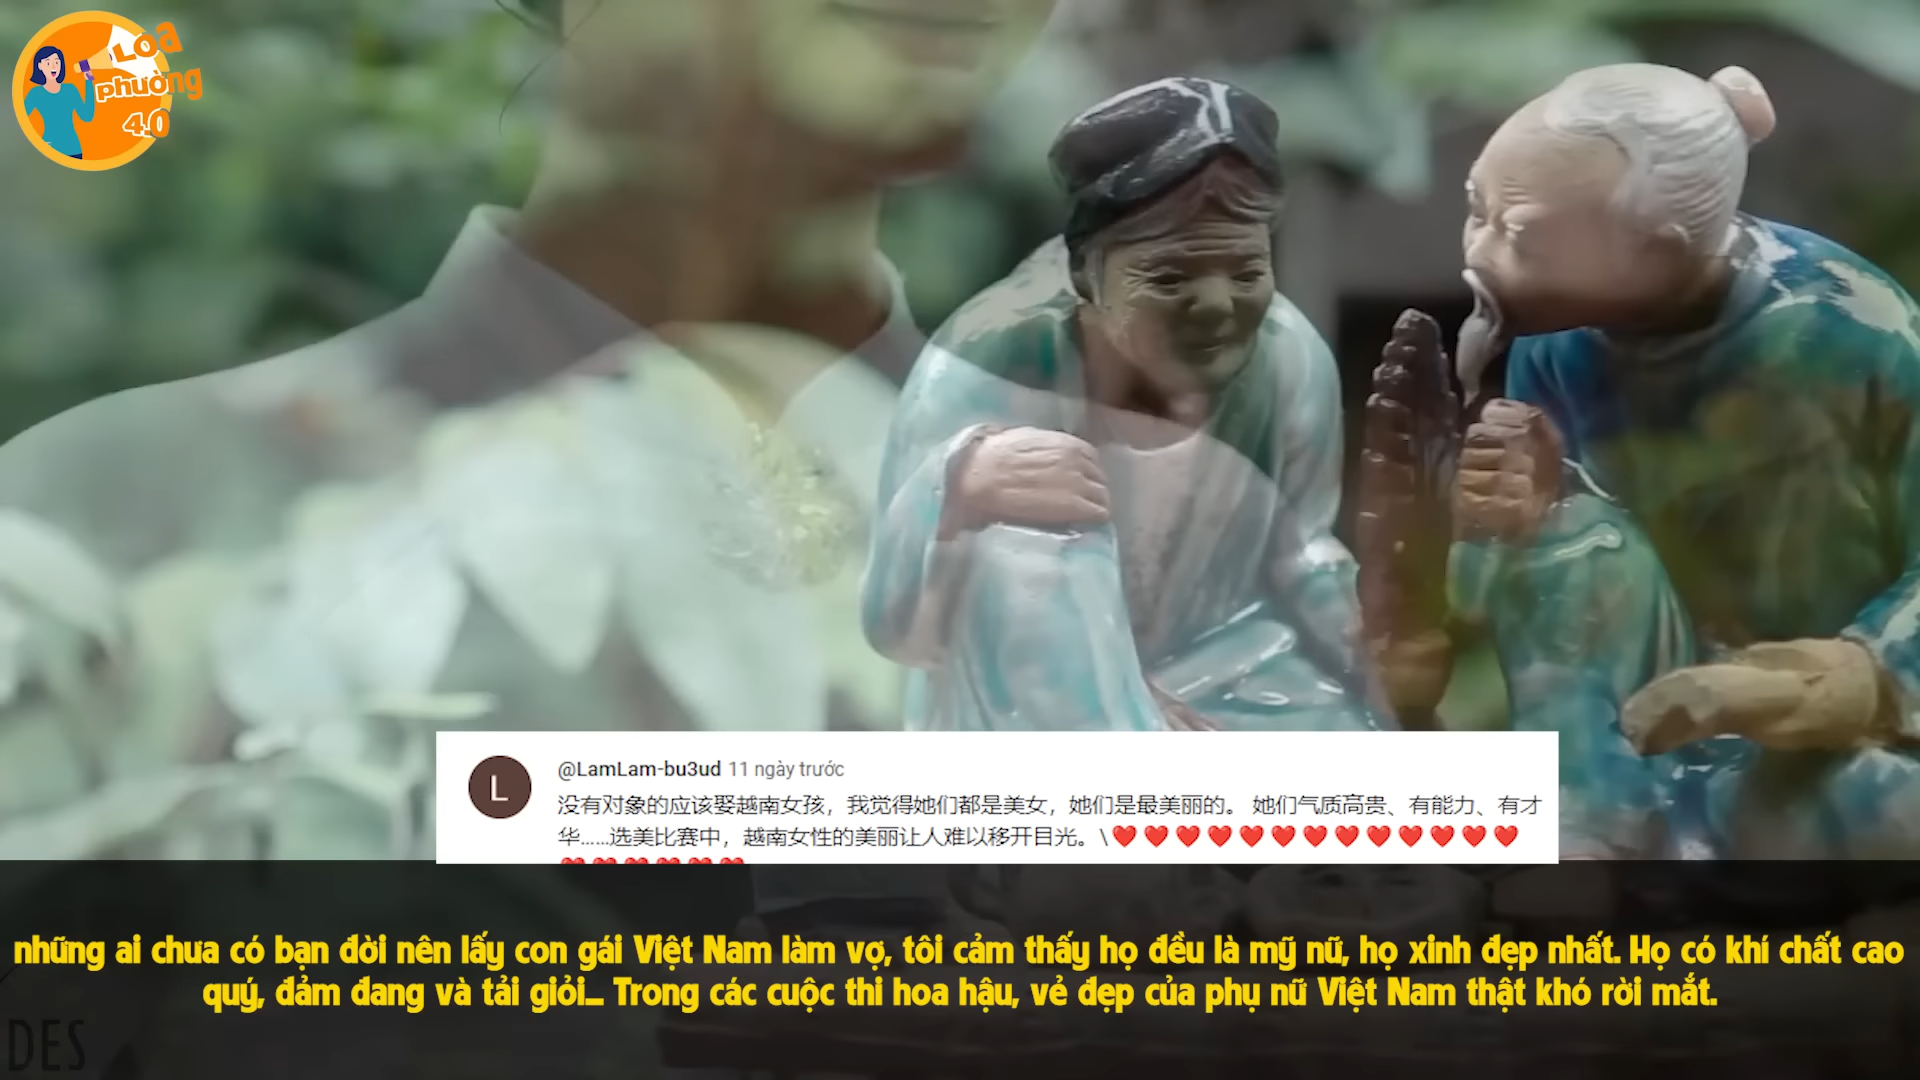 Loa
phường
4.0
@LamLam-bu3ud 11 ngày trước
没有对象的应该娶越南女孩，我觉得她们都是美女，她们是最美丽的。 她们气质高贵、有能力、有才
华......选美比赛中，越南女性的美丽让人难以移开目光。\❤️❤️❤️❤️❤️❤️❤️❤️❤️❤️❤️❤️❤️
❤️❤️❤️❤️❤️❤️
những ai chưa có bạn đời nên lấy con gái Việt Nam làm vợ, tôi cảm thấy họ đều là mỹ nữ, họ xinh đẹp nhất. Họ có khí chất cao
quý, đảm đang và tải giỏi... Trong các cuộc thi hoa hậu, vẻ đẹp của phụ nữ Việt Nam thật khó rời mắt.
DES